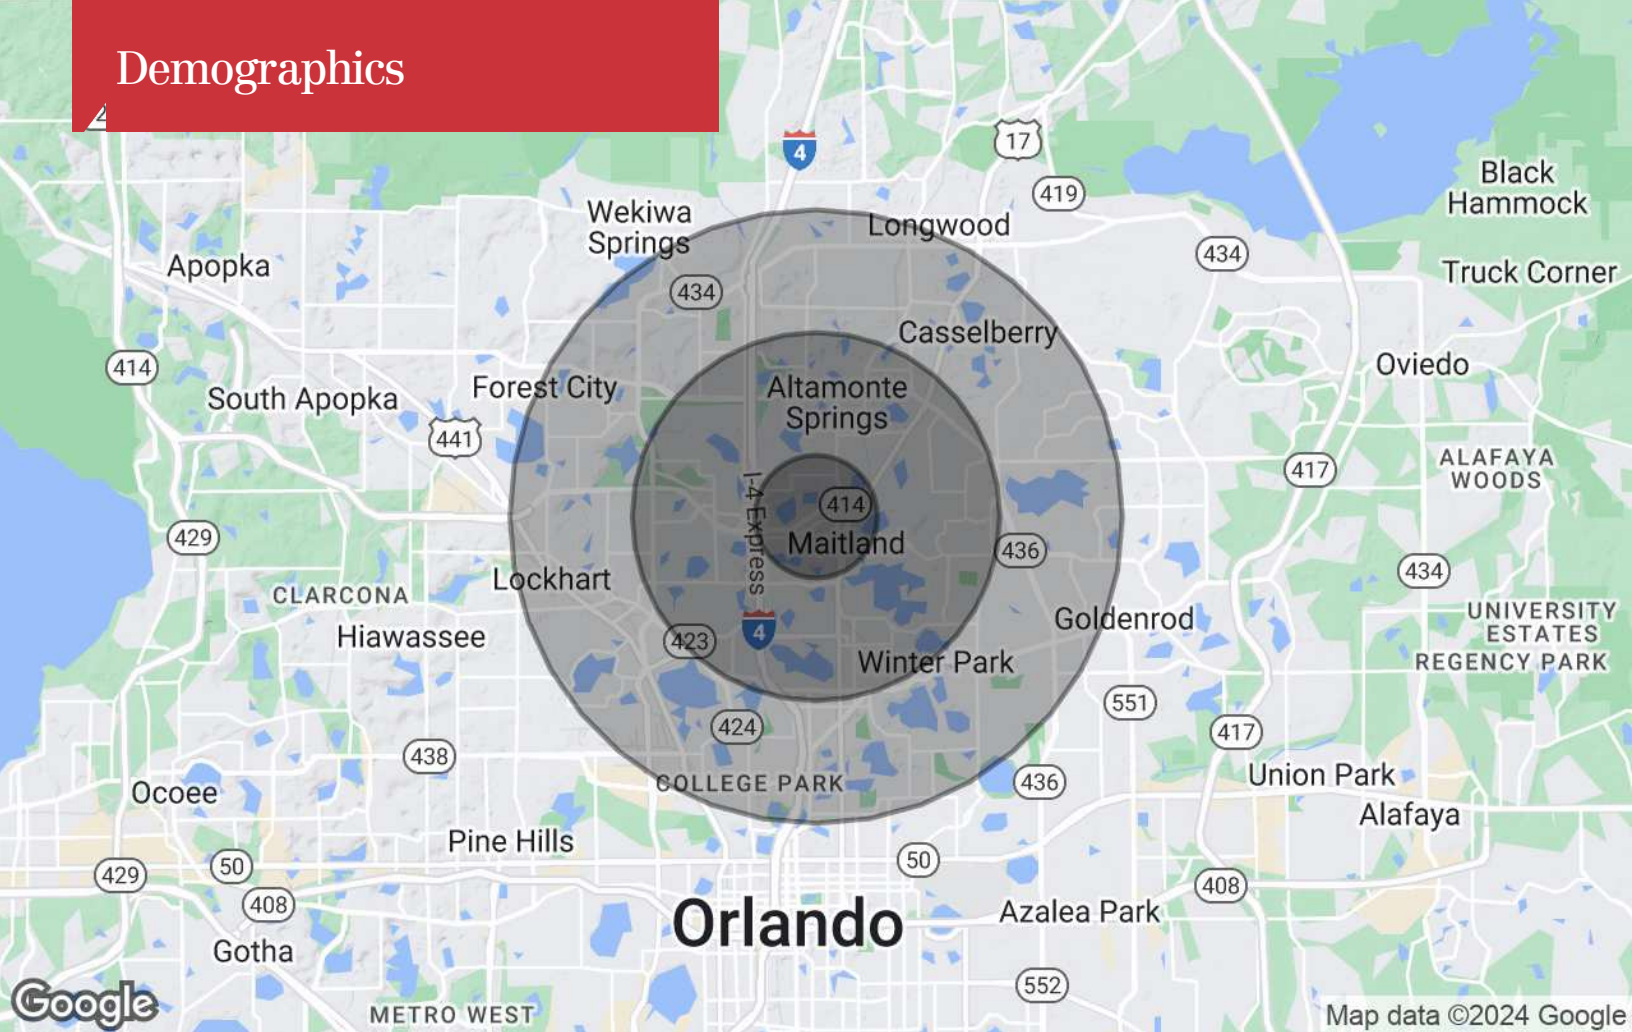 Demographics
4
17
419
Black
Hammock
Wekiwa
Springs
Longwood
434
Apopka
434
Truck Corner
Casselberry
414
Oviedo
Forest City
Altamonte
Springs
South Apopka
441
417
ALAFAYA
WOODS
I-4 Express
414
429
Maitland
436
434
Lockhart
CLARCONA
Goldenrod
UNIVERSITY
ESTATES
Hiawassee
423
4
Winter Park
REGENCY PARK
551
424
417
438
COLLEGE PARK
436
Union Park
Ocoee
Alafaya
Pine Hills
50
50
429
408
408
Orlando
Azalea Park
Gotha
552
Google
METRO WEST
Map data ©2024 Google